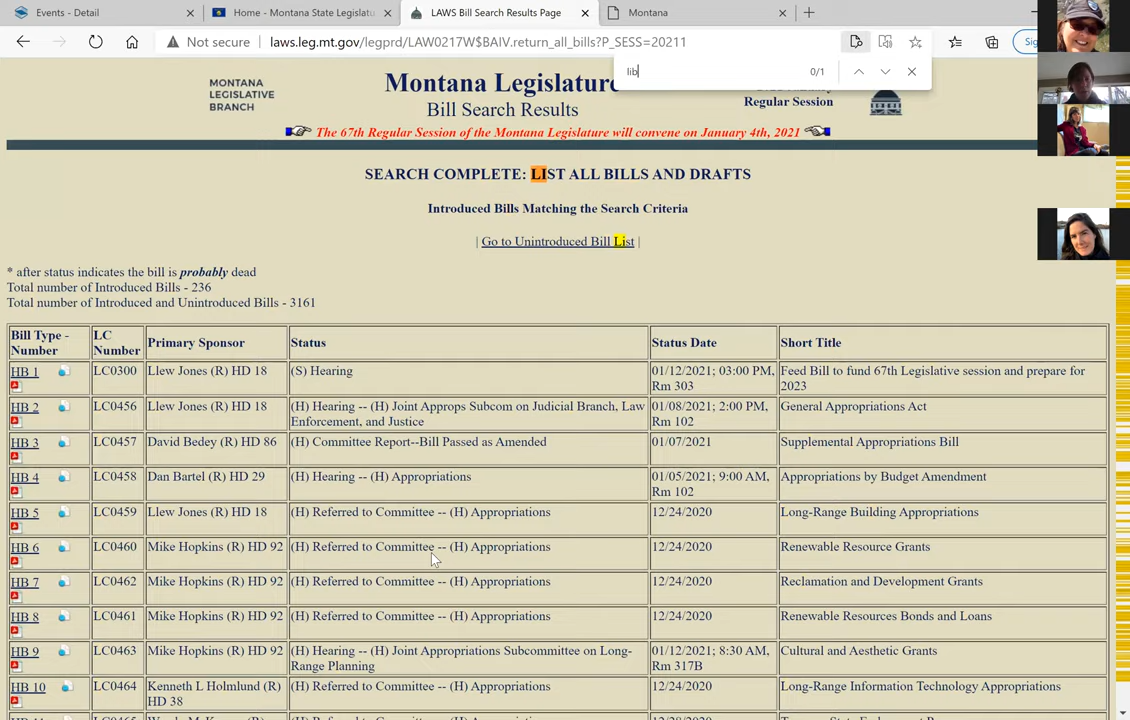 Events - Detail
Home - Montana State Legislatu
LAWS Bill Search Results Page
Montana
Not secure
laws.leg.mt.gov/legprd/LAW0217W$BAIV.return_all_bills?P_SESS=20211
Sig
lib
0/1
MONTANA
LEGISLATIVE
BRANCH
Montana Legislature
Bill Search Results
Regular Session
The 67th Regular Session of the Montana Legislature will convene on January 4th, 2021
SEARCH COMPLETE: LIST ALL BILLS AND DRAFTS
Introduced Bills Matching the Search Criteria
| Go to Unintroduced Bill List |
* after status indicates the bill is probably dead
Total number of Introduced Bills - 236
Total number of Introduced and Unintroduced Bills - 3161
Bill Type - Number LC Number Primary Sponsor Status Status Date Short Title
HB 1 LC0300 Llew Jones (R) HD 18 (S) Hearing 01/12/2021; 03:00 PM, Rm 303 Feed Bill to fund 67th Legislative session and prepare for 2023
HB 2 LC0456 Llew Jones (R) HD 18 (H) Hearing -- (H) Joint Approps Subcom on Judicial Branch, Law Enforcement, and Justice 01/08/2021; 2:00 PM, Rm 102 General Appropriations Act
HB 3 LC0457 David Bedey (R) HD 86 (H) Committee Report--Bill Passed as Amended 01/07/2021 Supplemental Appropriations Bill
HB 4 LC0458 Dan Bartel (R) HD 29 (H) Hearing -- (H) Appropriations 01/05/2021; 9:00 AM, Rm 102 Appropriations by Budget Amendment
HB 5 LC0459 Llew Jones (R) HD 18 (H) Referred to Committee -- (H) Appropriations 12/24/2020 Long-Range Building Appropriations
HB 6 LC0460 Mike Hopkins (R) HD 92 (H) Referred to Committee -- (H) Appropriations 12/24/2020 Renewable Resource Grants
HB 7 LC0462 Mike Hopkins (R) HD 92 (H) Referred to Committee -- (H) Appropriations 12/24/2020 Reclamation and Development Grants
HB 8 LC0461 Mike Hopkins (R) HD 92 (H) Referred to Committee -- (H) Appropriations 12/24/2020 Renewable Resources Bonds and Loans
HB 9 LC0463 Mike Hopkins (R) HD 92 (H) Hearing -- (H) Joint Appropriations Subcommittee on Long-Range Planning 01/12/2021; 8:30 AM, Rm 317B Cultural and Aesthetic Grants
HB 10 LC0464 Kenneth L Holmlund (R) HD 38 (H) Referred to Committee -- (H) Appropriations 12/24/2020 Long-Range Information Technology Appropriations